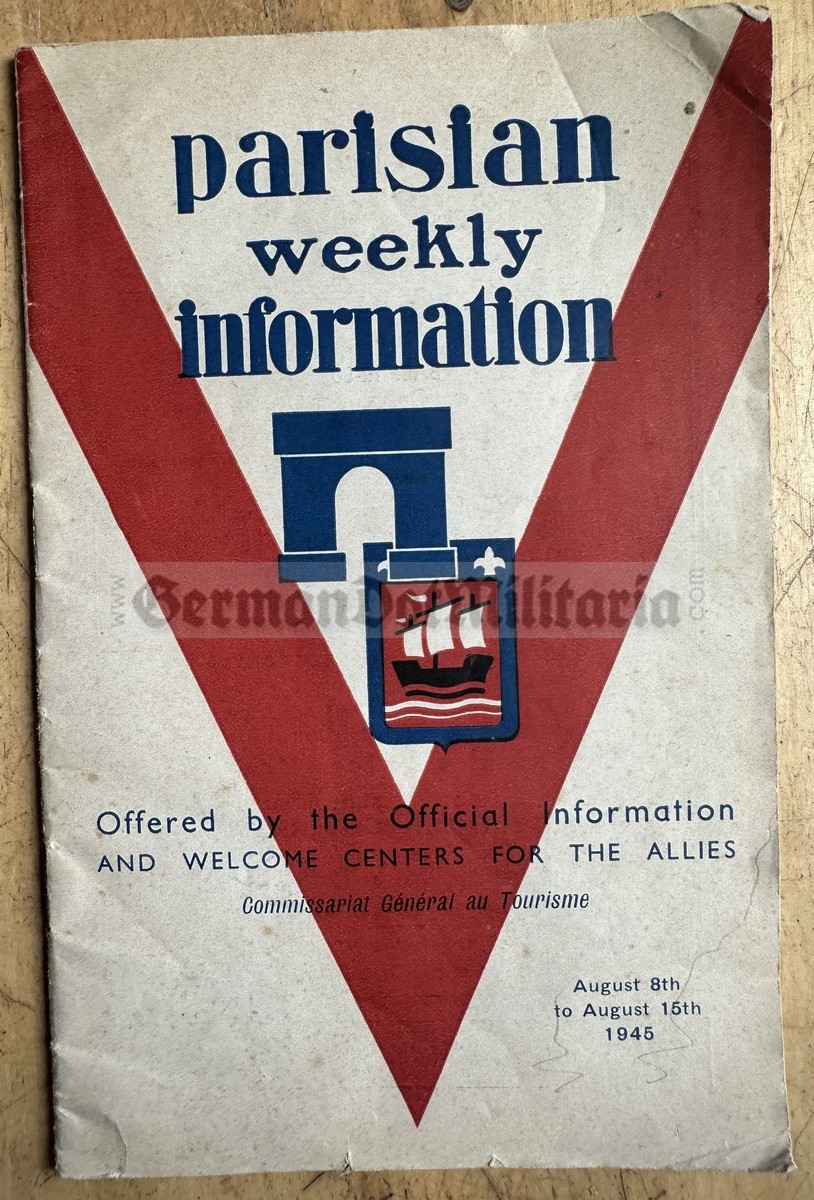 parisian
weekly
information
www.GermanDotMilitaria.com
Offered by the Official Information
AND WELCOME CENTERS FOR THE ALLIES
Commissariat Général au Tourisme
August 8th
to August 15th
1945